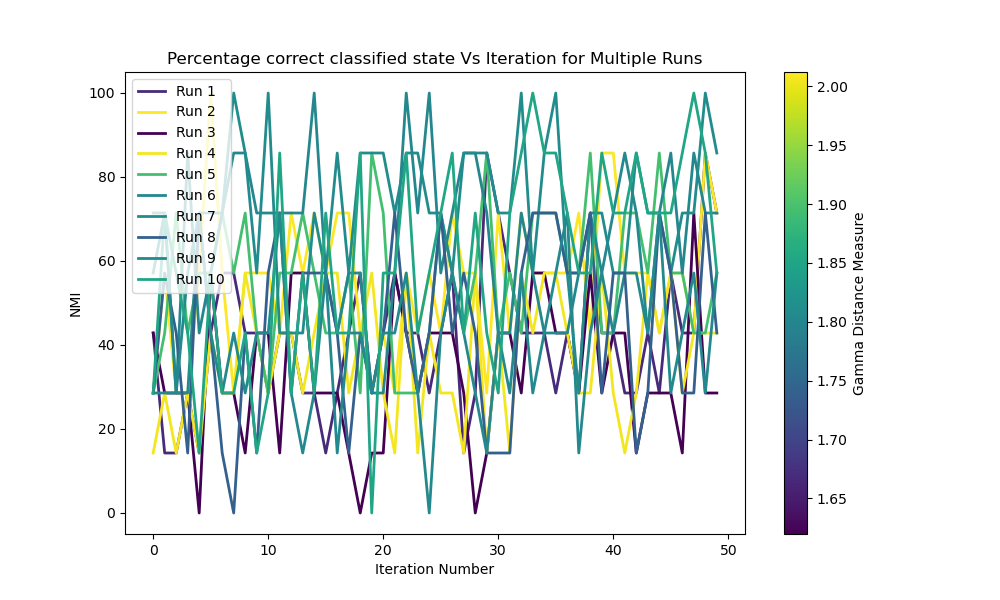 Percentage correct classified state Vs Iteration for Multiple Runs
NMI
100
80
60
40
20
0
Run 1
Run 2
Run 3
Run 4
Run 5
Run 6
Run 7
Run 8
Run 9
Run 10
0 10 20 30 40 50
Iteration Number
2.00
1.95
1.90
1.85
1.80
1.75
1.70
1.65
Gamma Distance Measure